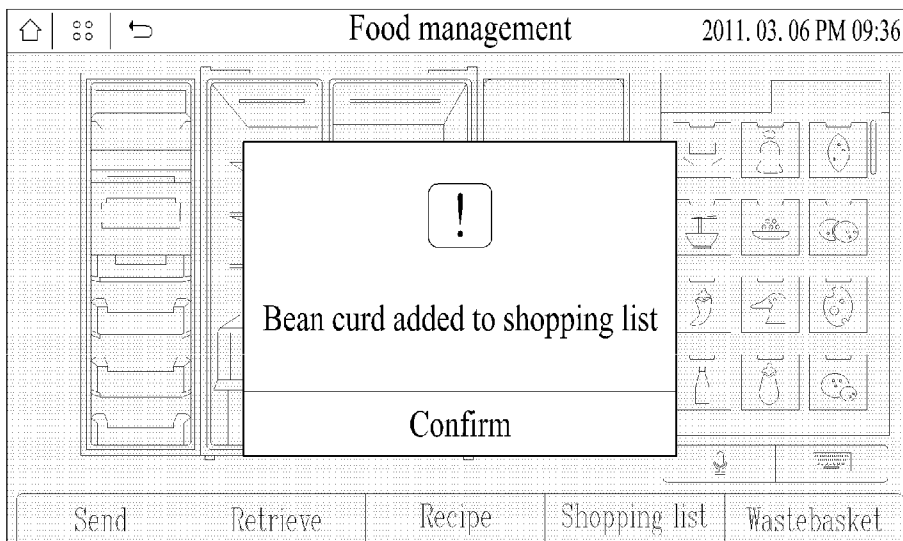 Food management
2011. 03. 06 PM 09:36
!
Bean curd added to shopping list
Confirm
Send
Retrieve
Recipe
Shopping list
Wastebasket